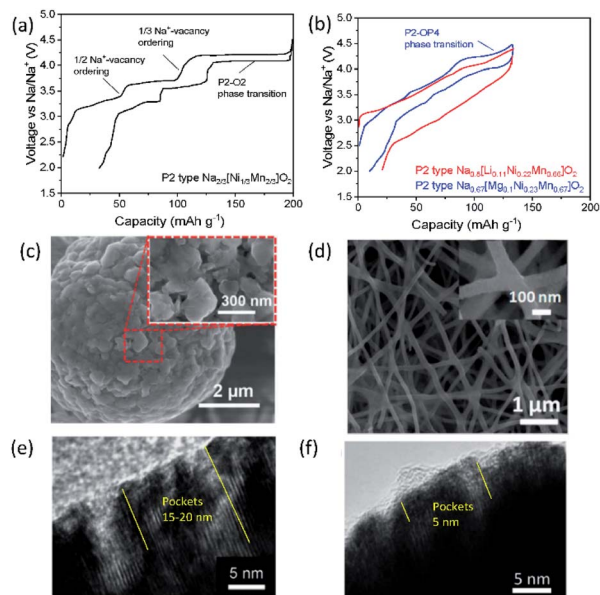 (a)
5.0
4.5
4.0
3.5
3.0
2.5
2.0
1.5
0
50
100
150
200
Voltage vs Na/Na⁺ (V)
Capacity (mAh g⁻¹)
1/3 Na⁺-vacancy
ordering
1/2 Na⁺-vacancy
ordering
P2-O2
phase transition
P2 type Na₂/₃[Ni₁/₃Mn₂/₃]O₂
(b)
5.0
4.5
4.0
3.5
3.0
2.5
2.0
1.5
0
50
100
150
200
Voltage vs Na/Na⁺ (V)
Capacity (mAh g⁻¹)
P2-OP4
phase transition
P2 type Na₀.₈[Li₀.₁₁Ni₀.₂₂Mn₀.₆₆]O₂
P2 type Na₀.₆₇[Mg₀.₁Ni₀.₂₃Mn₀.₆₇]O₂
(c)
300 nm
2 μm
(d)
100 nm
1 μm
(e)
Pockets
15-20 nm
5 nm
(f)
Pockets
5 nm
5 nm